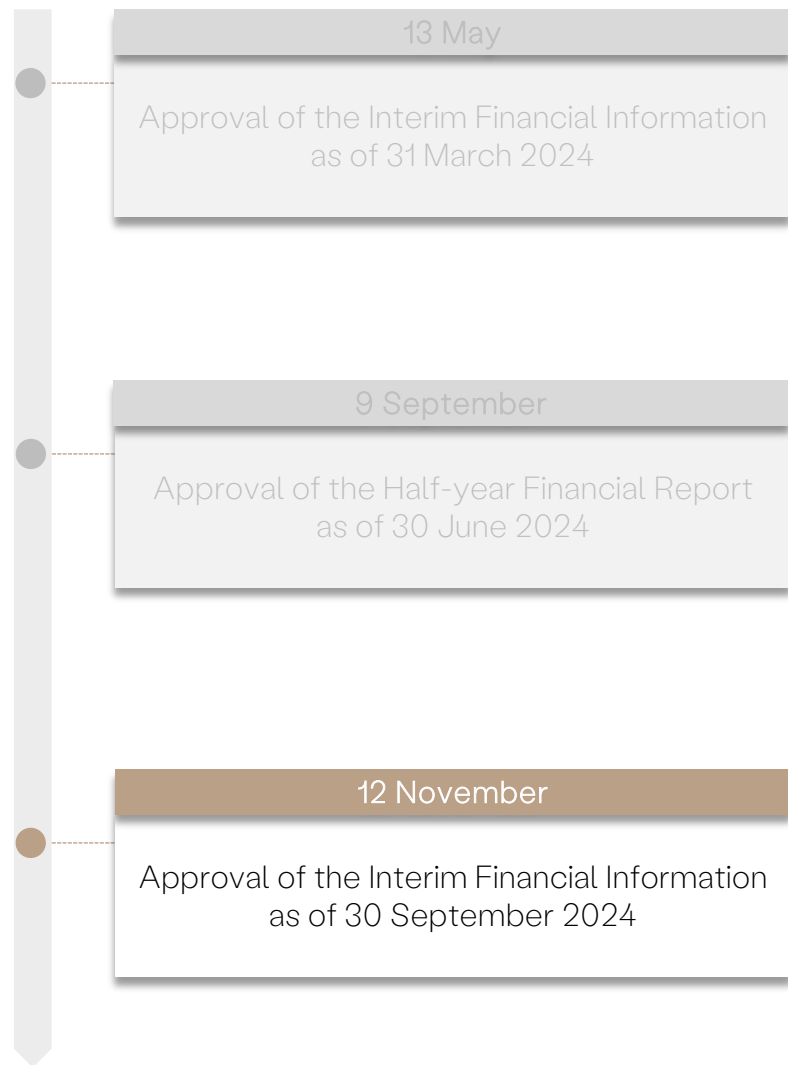 13 May
Approval of the Interim Financial Information
as of 31 March 2024
9 September
Approval of the Half-year Financial Report
as of 30 June 2024
12 November
Approval of the Interim Financial Information
as of 30 September 2024